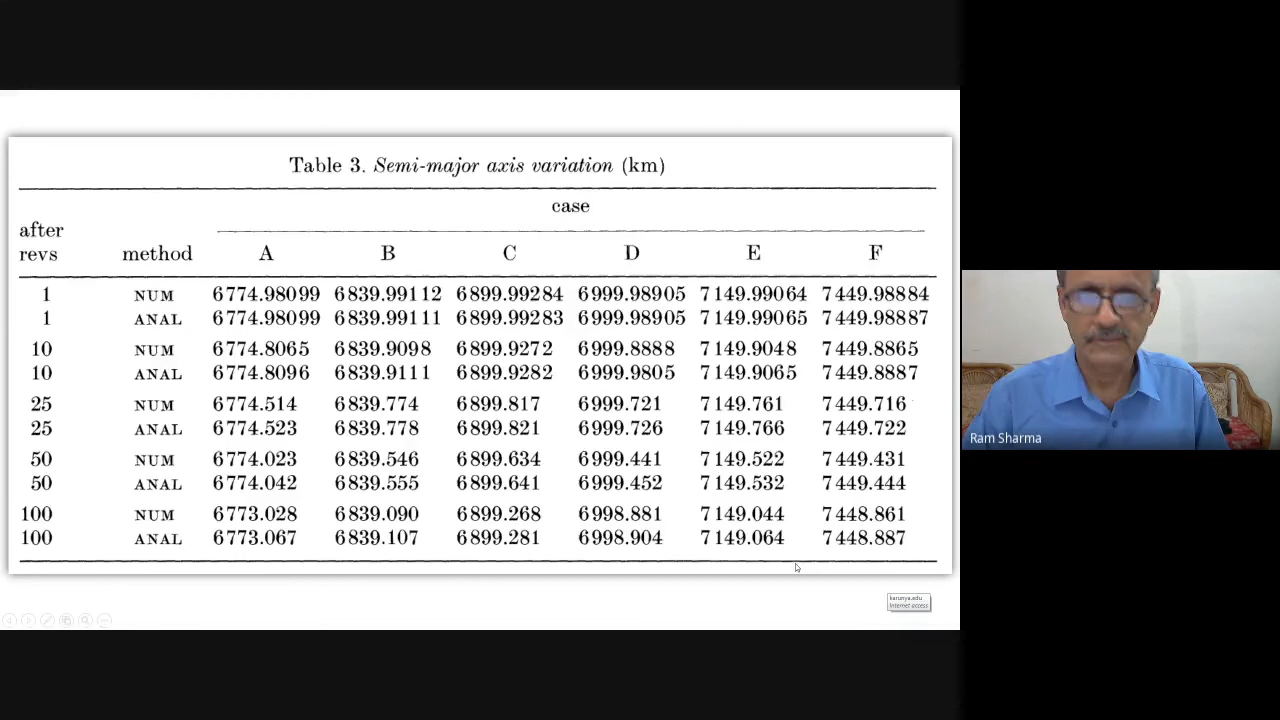 Table 3. Semi-major axis variation (km)
case
after
revs method A B C D E F
1 NUM 6774.98099 6839.99112 6899.99284 6999.98905 7149.99064 7449.98884
1 ANAL 6774.98099 6839.99111 6899.99283 6999.98905 7149.99065 7449.98887
10 NUM 6774.8065 6839.9098 6899.9272 6999.8888 7149.9048 7449.8865
10 ANAL 6774.8096 6839.9111 6899.9282 6999.9805 7149.9065 7449.8887
25 NUM 6774.514 6839.774 6899.817 6999.721 7149.761 7449.716
25 ANAL 6774.523 6839.778 6899.821 6999.726 7149.766 7449.722
50 NUM 6774.023 6839.546 6899.634 6999.441 7149.522 7449.431
50 ANAL 6774.042 6839.555 6899.641 6999.452 7149.532 7449.444
100 NUM 6773.028 6839.090 6899.268 6998.881 7149.044 7448.861
100 ANAL 6773.067 6839.107 6899.281 6998.904 7149.064 7448.887
karunya.edu
Internet access
Ram Sharma